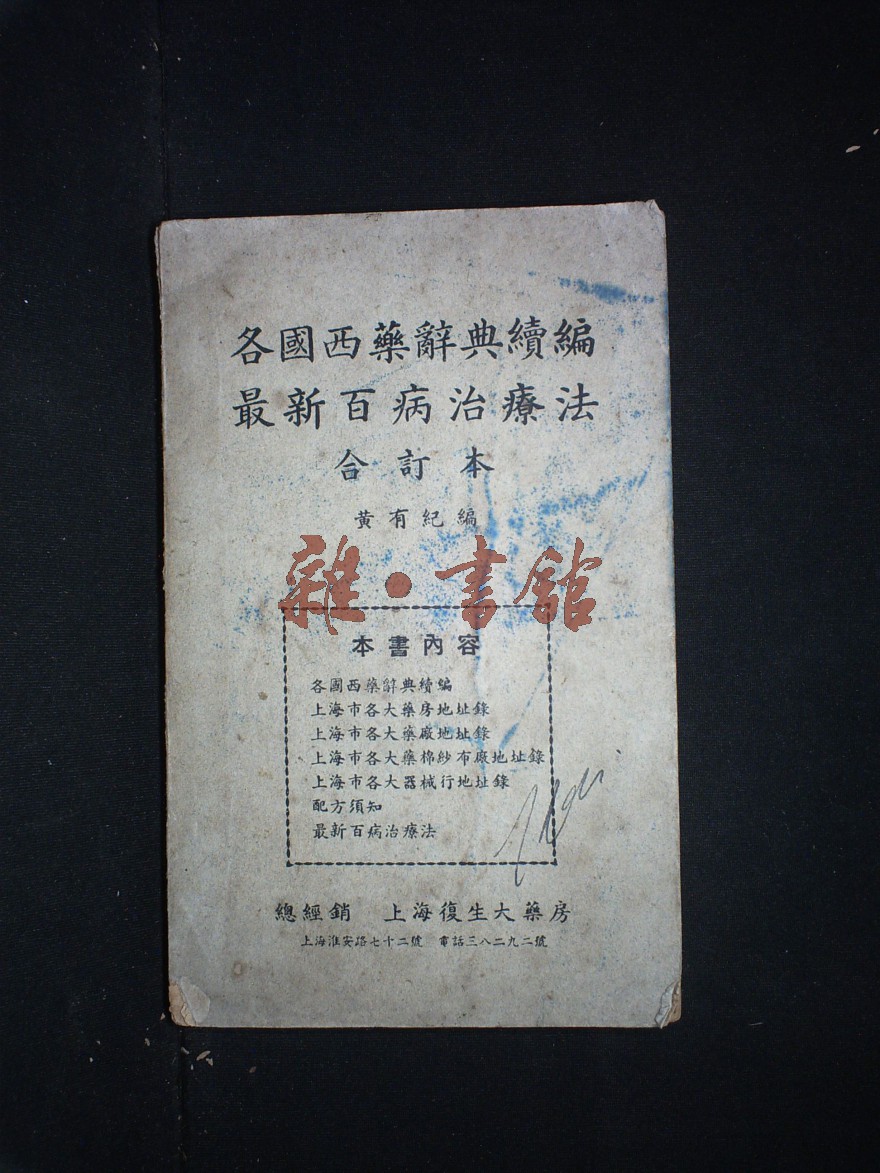 各國西藥辭典續編
最新百病治療法
合訂本
黃有紀編
雜·書館
本書內容
各國西藥辭典續編
上海市各大藥房地址錄
上海市各大藥廠地址錄
上海市各大藥棉紗布廠地址錄
上海市各大器械行地址錄
配方須知
最新百病治療法
總經銷 上海復生大藥房
上海淮安路七十二號 電話三八二九二號